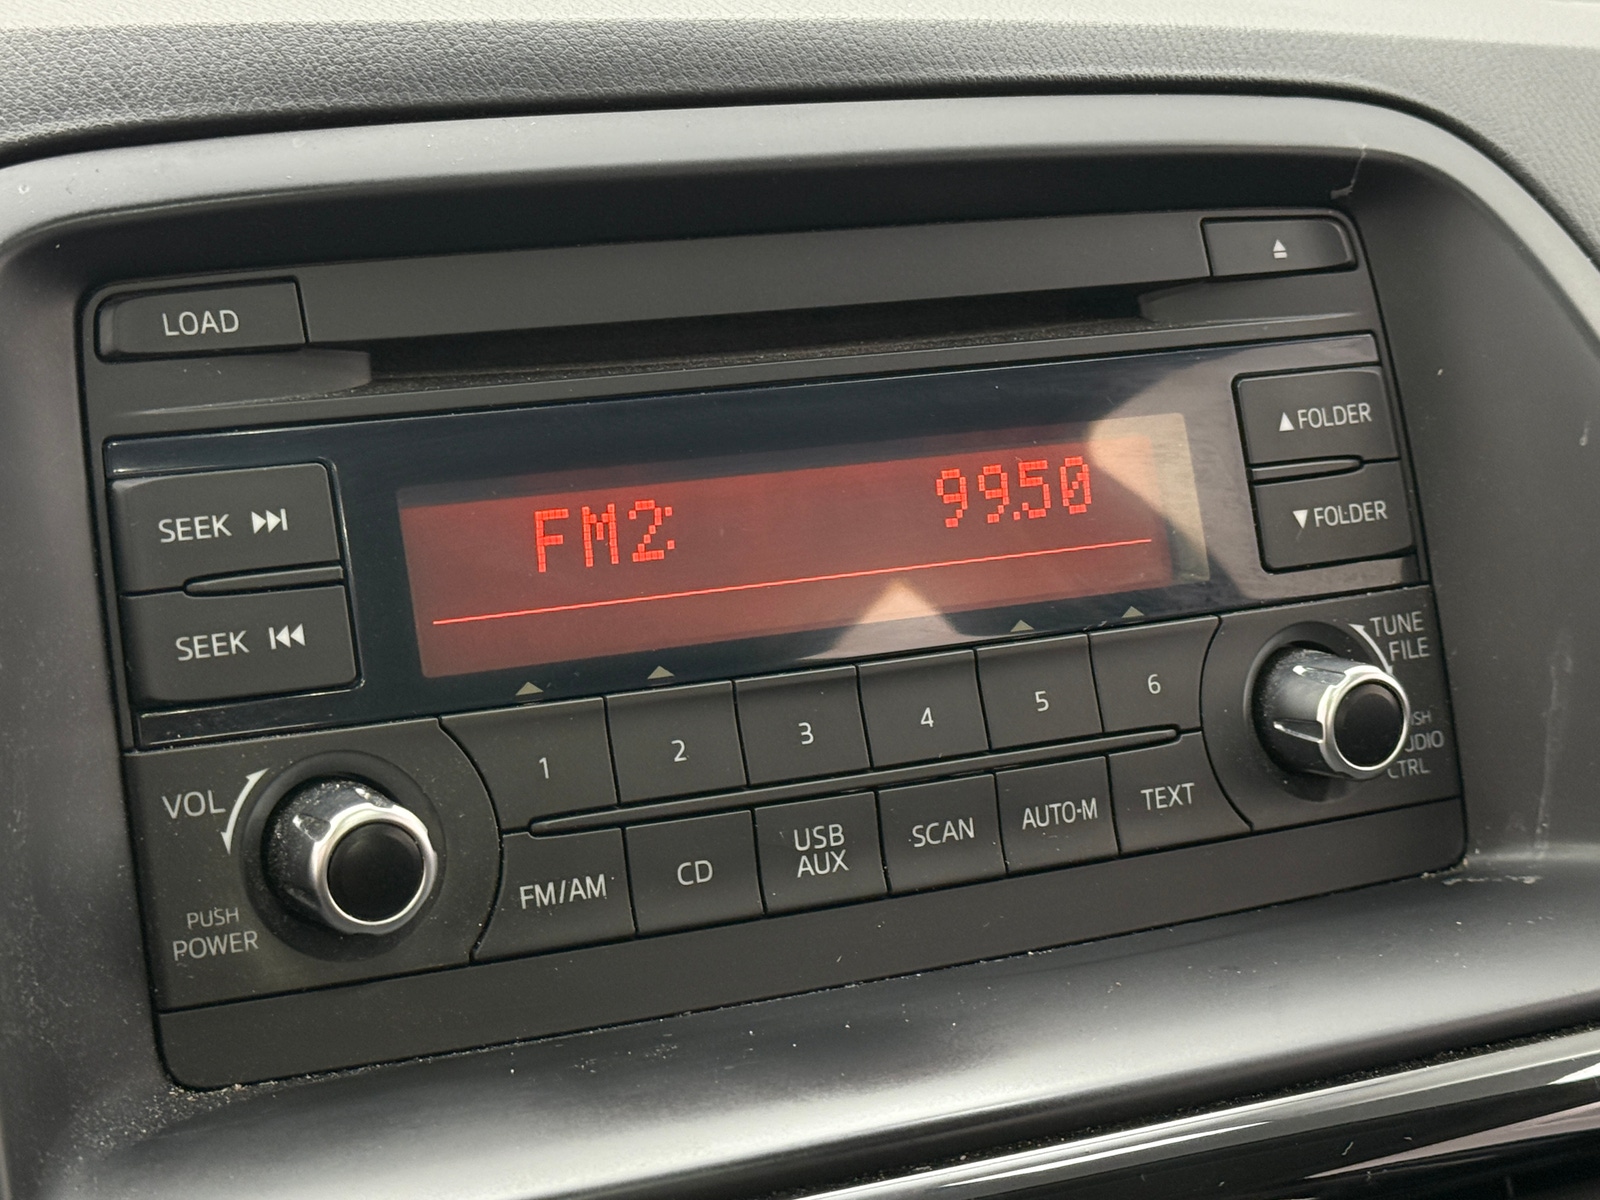 LOAD
SEEK
▲FOLDER
FM2: 99.50
SEEK
▼FOLDER
VOL
1 2 3 4 5 6
TUNE
FILE
PUSH
POWER
FM/AM
CD
USB
AUX
SCAN
AUTO-M
TEXT
CTRL